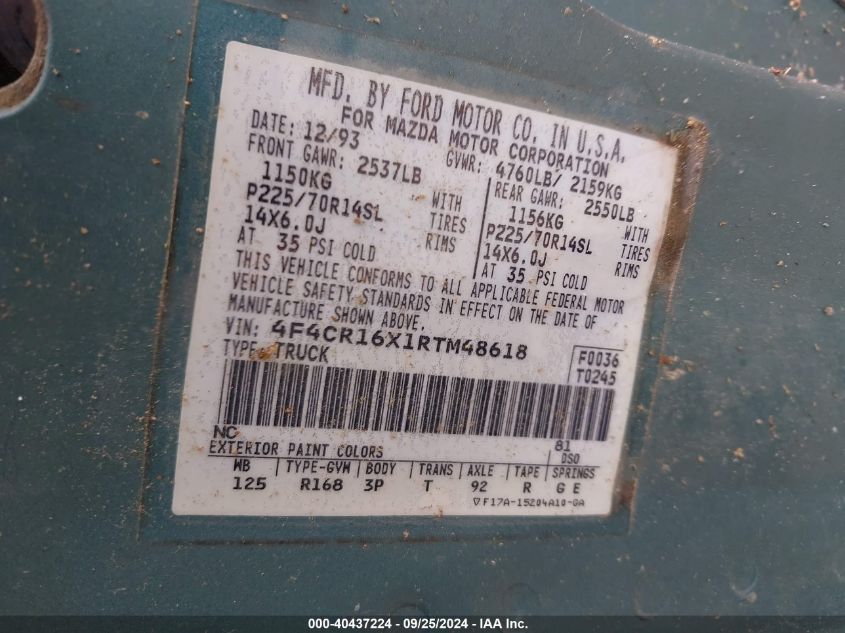 MFD. BY FORD MOTOR CO. IN U.S.A.
FOR MAZDA MOTOR CORPORATION
DATE: 12/93 GVWR: 4760LB/ 2159KG
FRONT GAWR: 2537LB REAR GAWR: 2550LB
1150KG WITH 1156KG WITH
P225/70R14SL TIRES P225/70R14SL TIRES
14X6.0J RIMS 14X6.0J RIMS
AT 35 PSI COLD AT 35 PSI COLD
THIS VEHICLE CONFORMS TO ALL APPLICABLE FEDERAL MOTOR
VEHICLE SAFETY STANDARDS IN EFFECT ON THE DATE OF
MANUFACTURE SHOWN ABOVE.
VIN: 4F4CR16X1RTM48618 F0036
TYPE: TRUCK T0245
NC 81
EXTERIOR PAINT COLORS DSO
WB TYPE-GVM BODY TRANS AXLE TAPE SPRINGS
125 R168 3P T 92 R G E
F17A-15204A10-GA
000-40437224 - 09/25/2024 - IAA Inc.